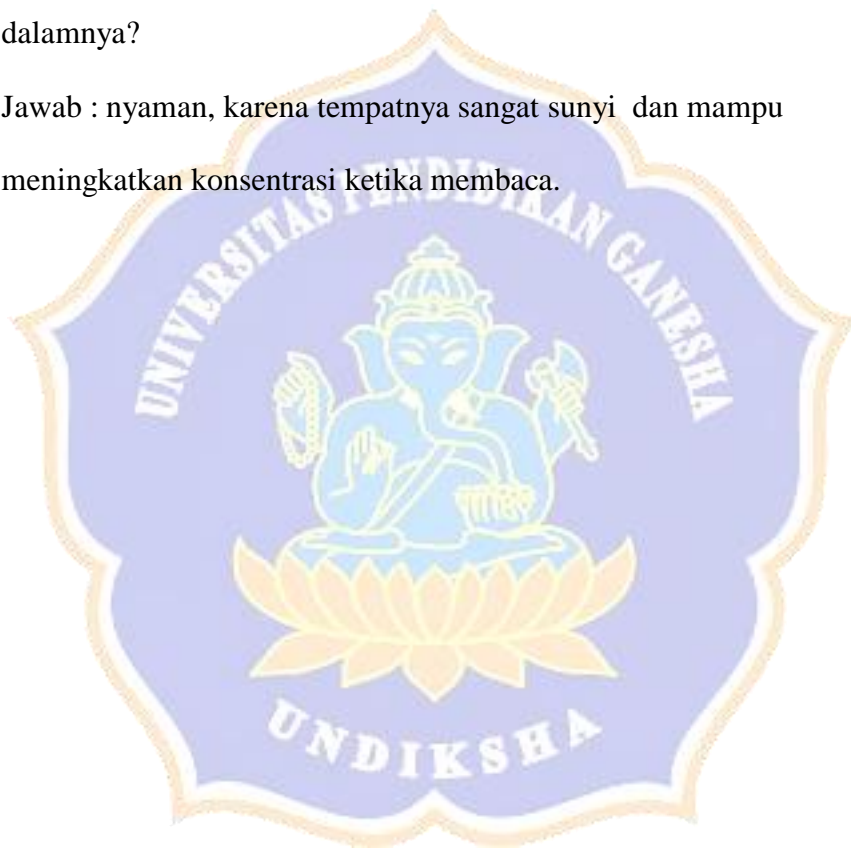 dalamnya?
Jawab : nyaman, karena tempatnya sangat sunyi  dan mampu
meningkatkan konsentrasi ketika membaca.
UNIVERSITAS PENDIDIKAN GANESHA
UNDIKSHA